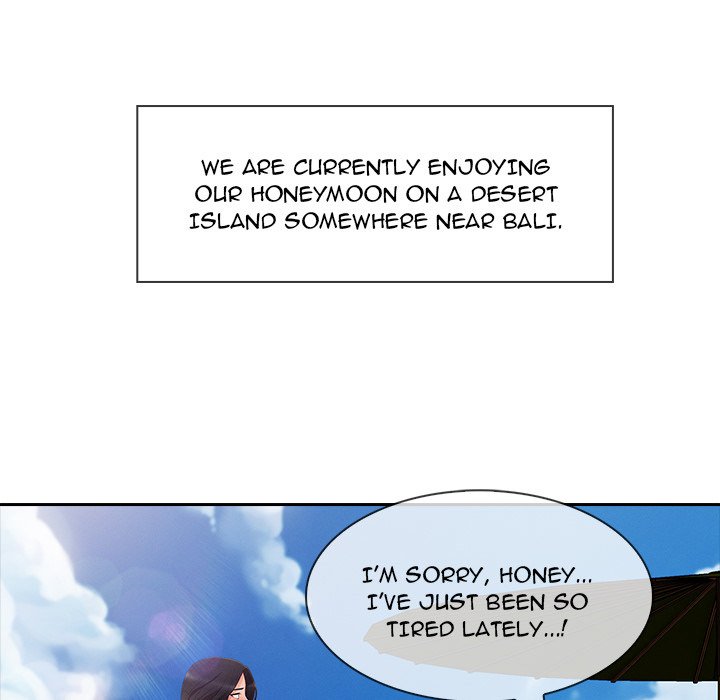 WE ARE CURRENTLY ENJOYING
OUR HONEYMOON ON A DESERT
ISLAND SOMEWHERE NEAR BALI.
I'M SORRY, HONEY...
I'VE JUST BEEN SO
TIRED LATELY...!